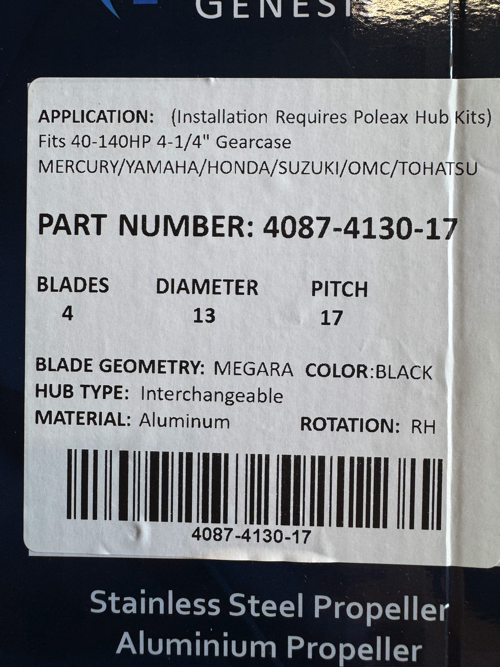 GENESIS
APPLICATION: (Installation Requires Poleax Hub Kits)
Fits 40-140HP 4-1/4" Gearcase
MERCURY/YAMAHA/HONDA/SUZUKI/OMC/TOHATSU
PART NUMBER: 4087-4130-17
BLADES DIAMETER PITCH
4 13 17
BLADE GEOMETRY: MEGARA COLOR:BLACK
HUB TYPE: Interchangeable
MATERIAL: Aluminum ROTATION: RH
4087-4130-17
Stainless Steel Propeller
Aluminium Propeller